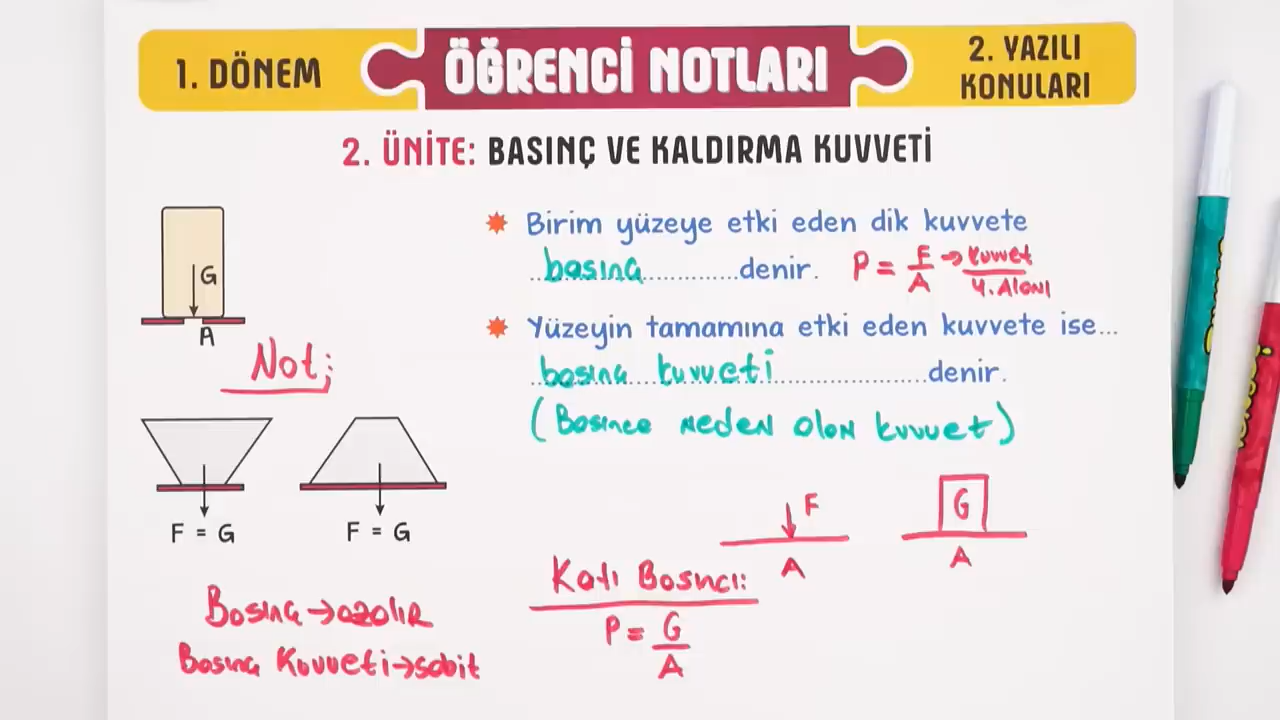 1. DÖNEM
ÖĞRENCİ NOTLARI
2. YAZILI
KONULARI
2. ÜNİTE: BASINÇ VE KALDIRMA KUVVETİ
G
A
Not;
F = G
F = G
Basınç → azalır
Basınç Kuvveti → sabit
Birim yüzeye etki eden dik kuvvete
basınç denir. P = F/A → kuvvet/Y. Alanı
Yüzeyin tamamına etki eden kuvvete ise...
basınç kuvveti denir.
(Basınca neden olan kuvvet)
F
A
G
A
Katı Basıncı:
P = G/A